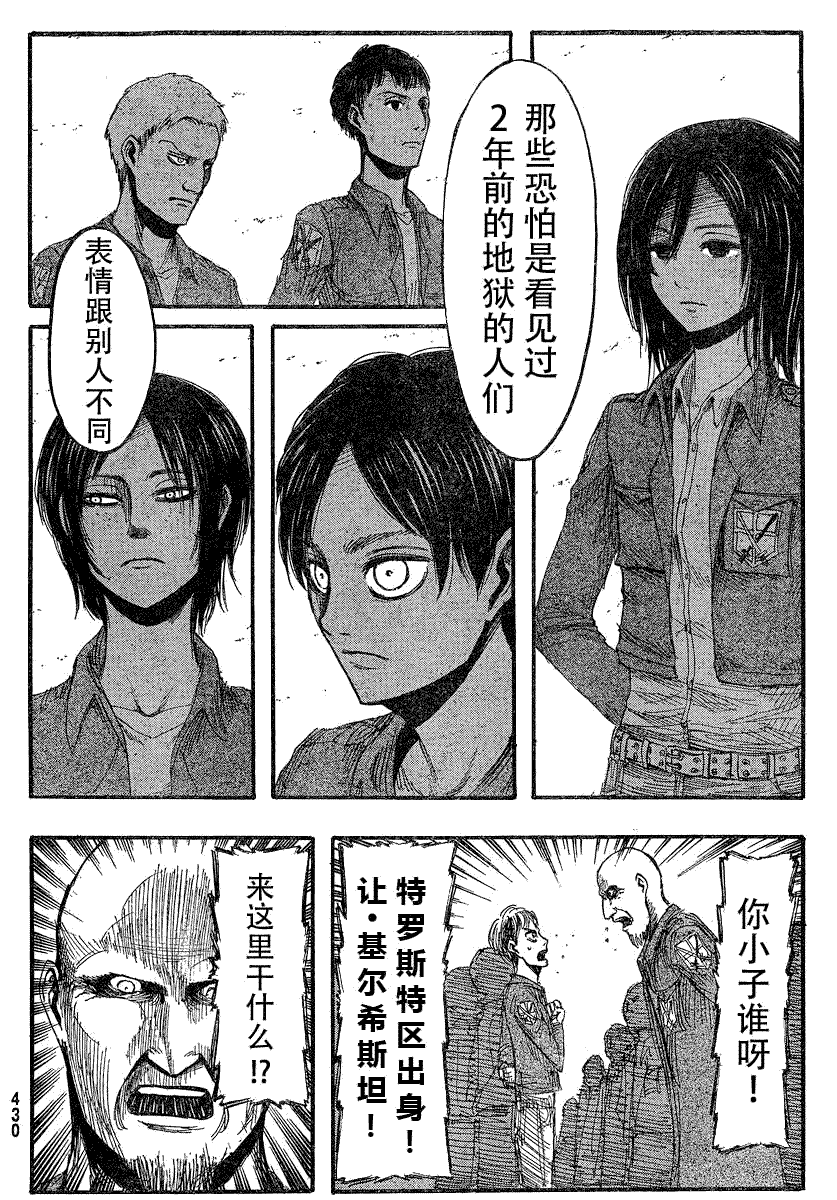 那些恐怕是看见过
2年前的地狱的人们
表情跟别人不同
你小子谁呀！
特罗斯特区出身！
让·基尔希斯坦！
来这里干什么!?
430